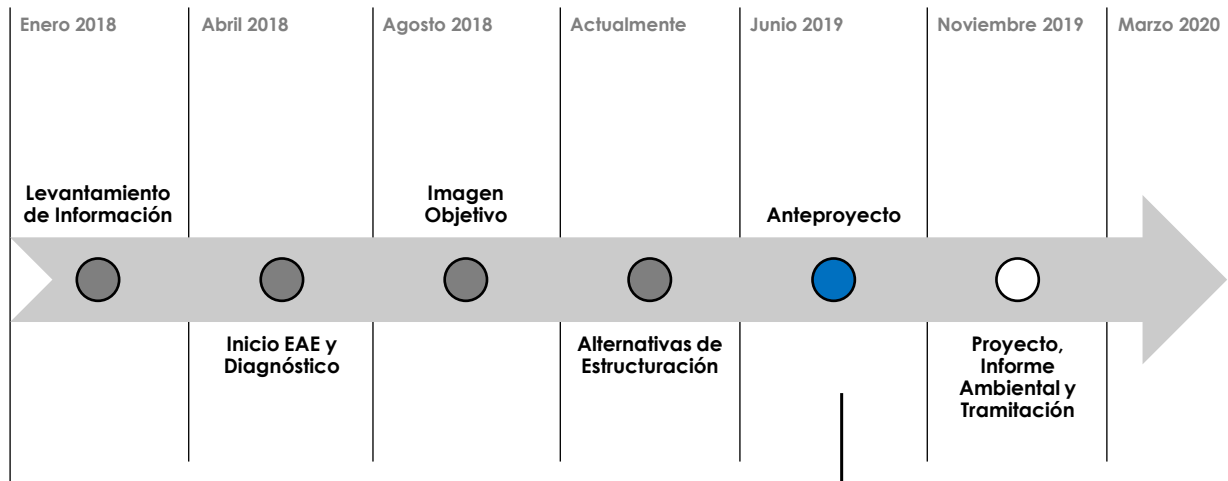 Enero 2018
Abril 2018
Agosto 2018
Actualmente
Junio 2019
Noviembre 2019
Marzo 2020
Levantamiento
de Información
Imagen
Objetivo
Anteproyecto
Inicio EAE y
Diagnóstico
Alternativas de
Estructuración
Proyecto,
Informe
Ambiental y
Tramitación